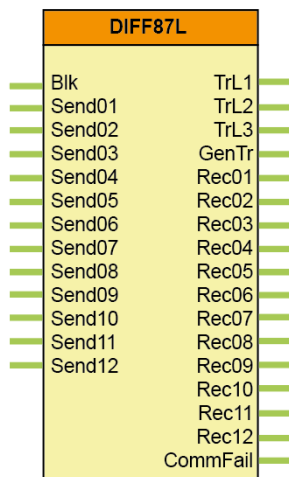 DIFF87L
Blk TrL1
Send01 TrL2
Send02 TrL3
Send03 GenTr
Send04 Rec01
Send05 Rec02
Send06 Rec03
Send07 Rec04
Send08 Rec05
Send09 Rec06
Send10 Rec07
Send11 Rec08
Send12 Rec09
Rec10
Rec11
Rec12
CommFail